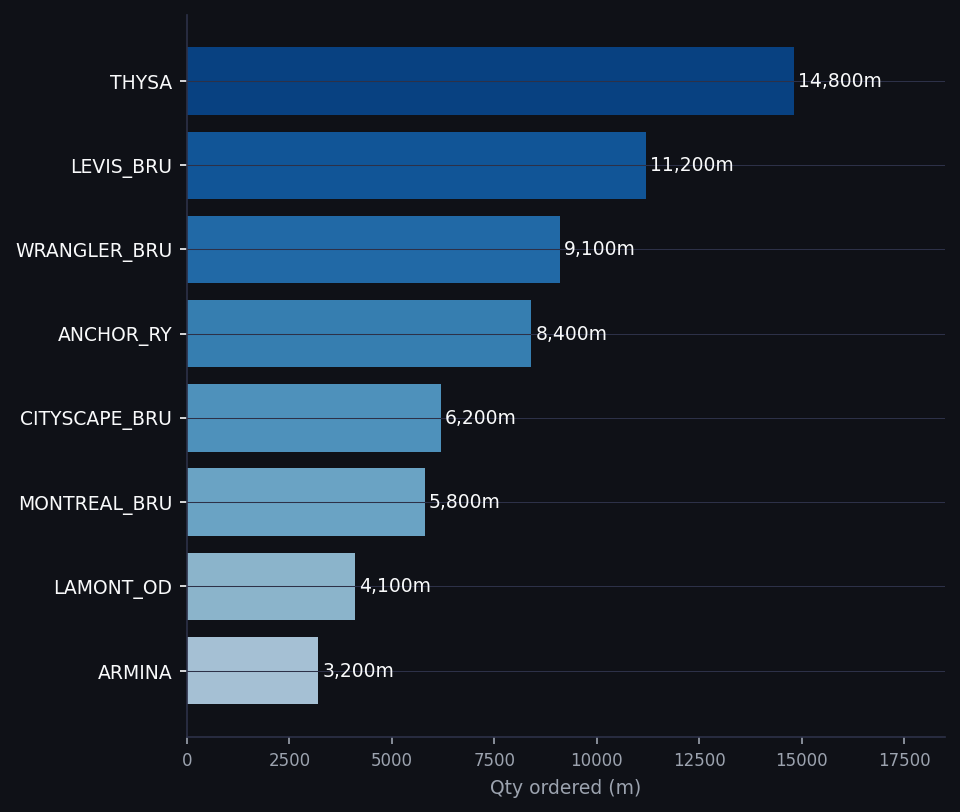 THYSA 14,800m
LEVIS_BRU 11,200m
WRANGLER_BRU 9,100m
ANCHOR_RY 8,400m
CITYSCAPE_BRU 6,200m
MONTREAL_BRU 5,800m
LAMONT_OD 4,100m
ARMINA 3,200m
0 2500 5000 7500 10000 12500 15000 17500
Qty ordered (m)